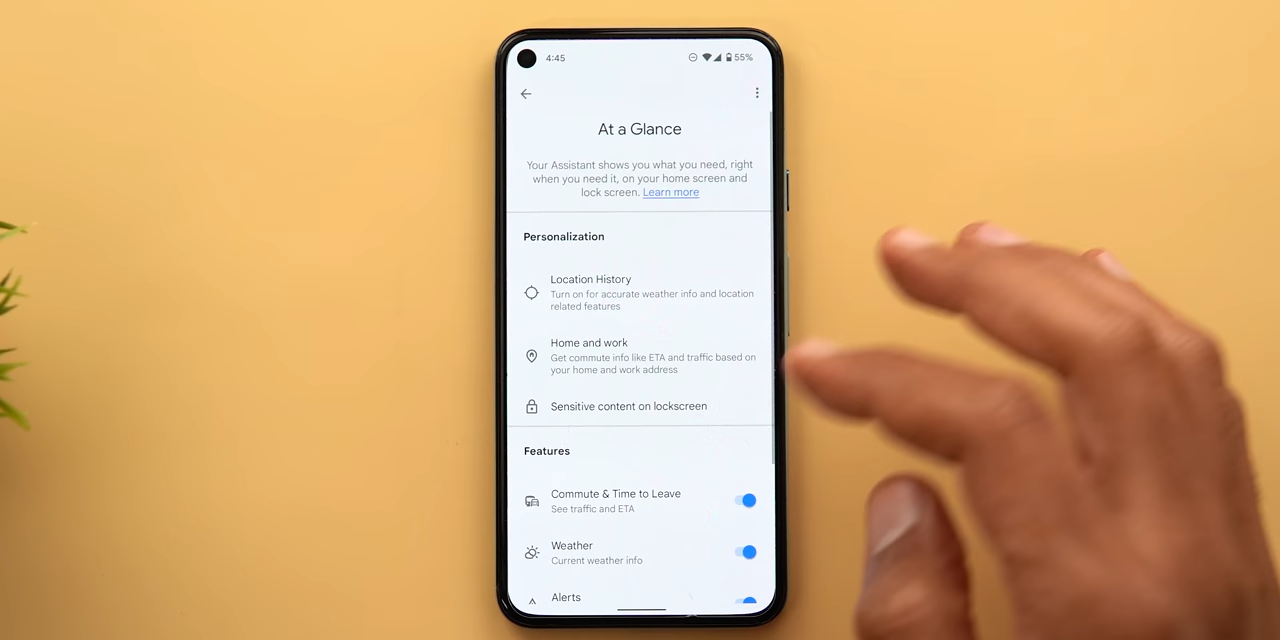 4:45
55%
At a Glance
Your Assistant shows you what you need, right
when you need it, on your home screen and
lock screen. Learn more
Personalization
Location History
Turn on for accurate weather info and location
related features
Home and work
Get commute info like ETA and traffic based on
your home and work address
Sensitive content on lockscreen
Features
Commute & Time to Leave
See traffic and ETA
Weather
Current weather info
Alerts